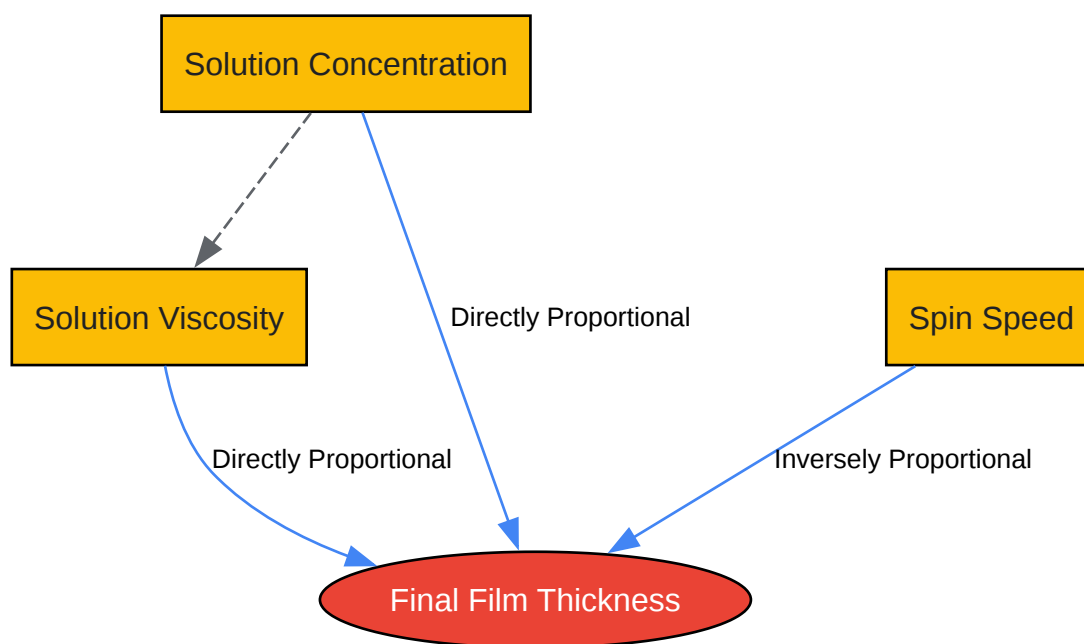 Solution Concentration
Solution Viscosity
Spin Speed
Directly Proportional
Directly Proportional
Inversely Proportional
Final Film Thickness